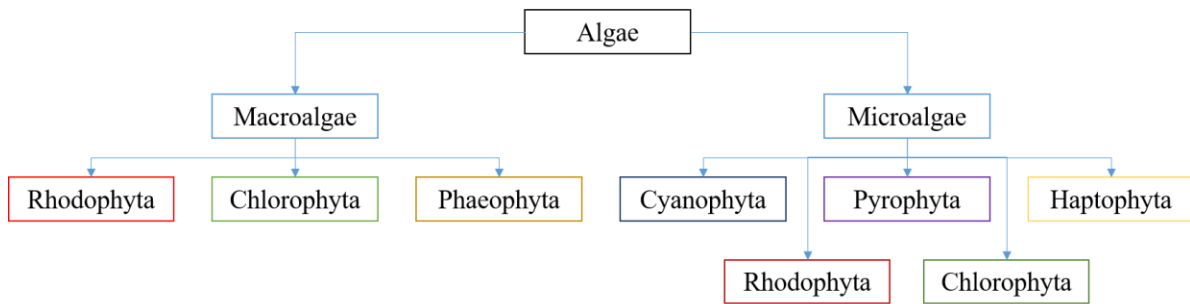 Algae
Macroalgae
Microalgae
Rhodophyta
Chlorophyta
Phaeophyta
Cyanophyta
Pyrophyta
Haptophyta
Rhodophyta
Chlorophyta